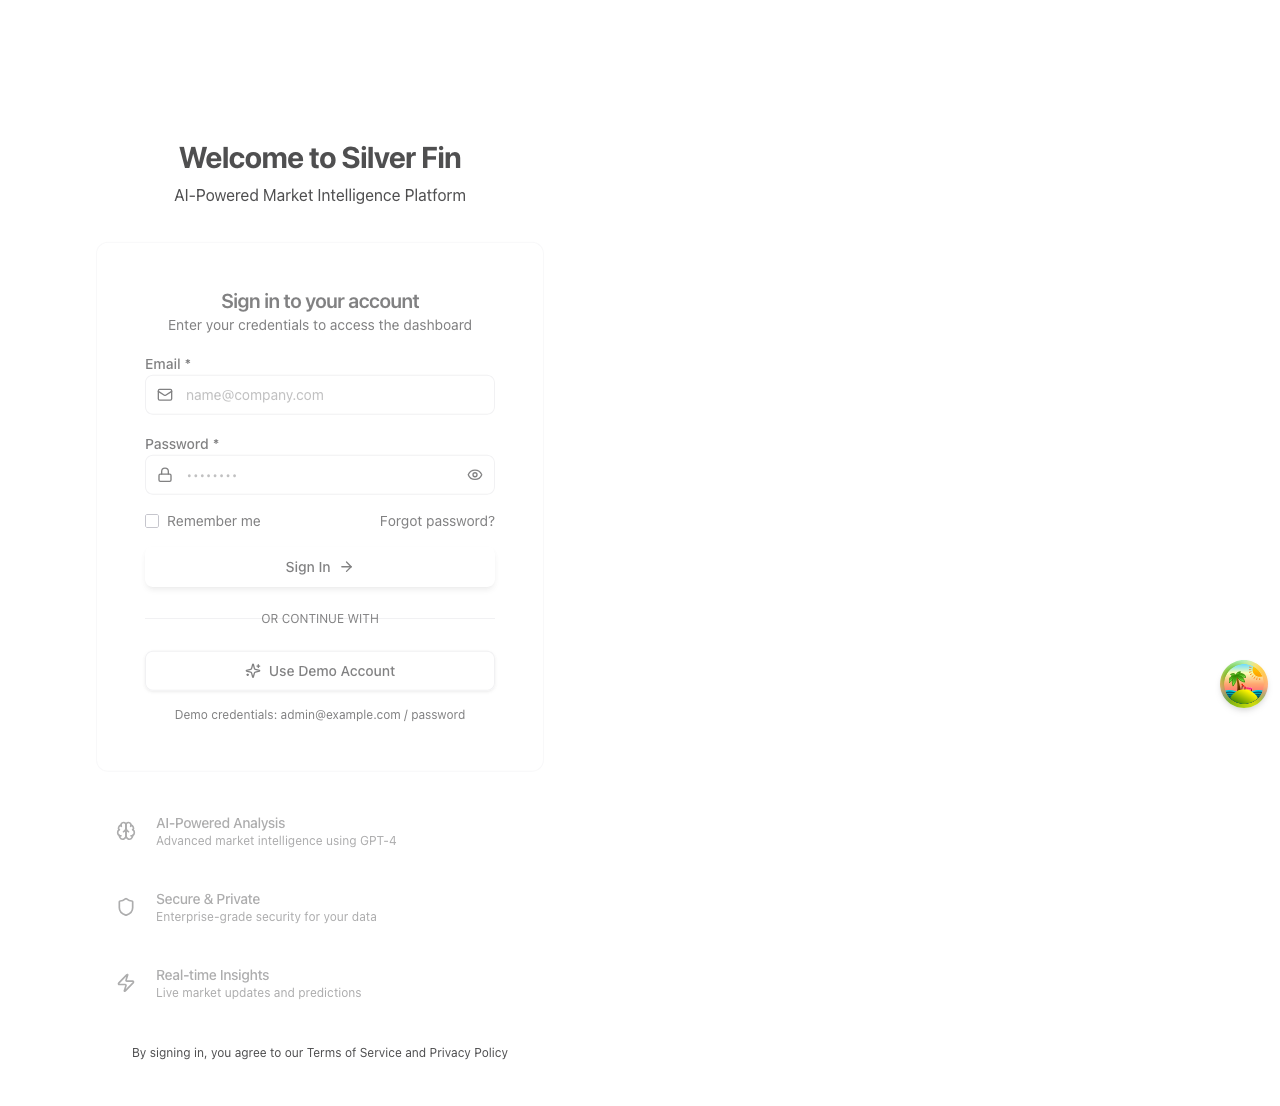 Welcome to Silver Fin
AI-Powered Market Intelligence Platform
Sign in to your account
Enter your credentials to access the dashboard
Email *
name@company.com
Password *
••••••••
Remember me
Forgot password?
Sign In
OR CONTINUE WITH
Use Demo Account
Demo credentials: admin@example.com / password
AI-Powered Analysis
Advanced market intelligence using GPT-4
Secure & Private
Enterprise-grade security for your data
Real-time Insights
Live market updates and predictions
By signing in, you agree to our Terms of Service and Privacy Policy